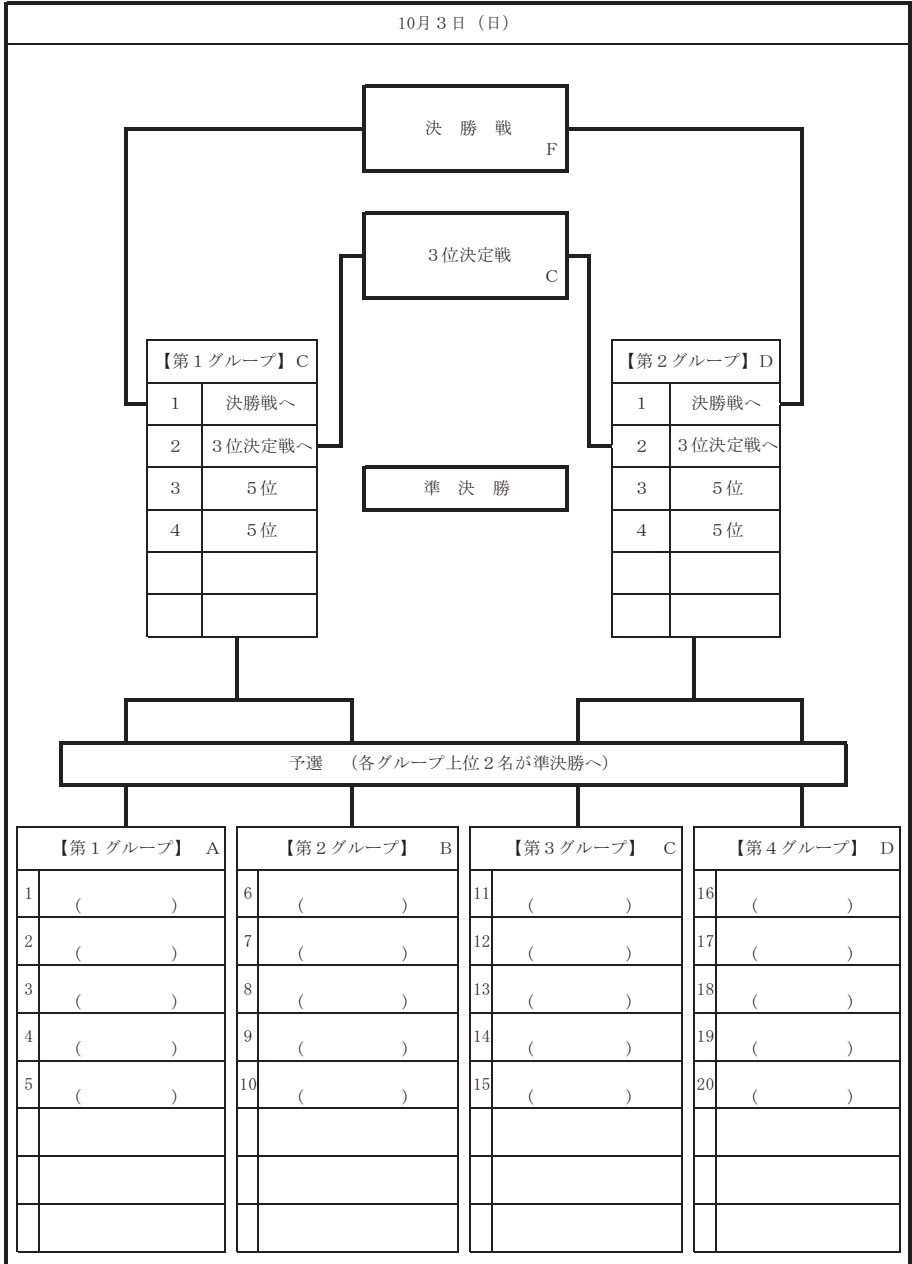 10月３日（日）
決　勝　戦
F
３位決定戦
C
【第１グループ】C
1 決勝戦へ
2 ３位決定戦へ
3 ５位
4 ５位
【第２グループ】D
1 決勝戦へ
2 ３位決定戦へ
3 ５位
4 ５位
準　決　勝
予選　（各グループ上位２名が準決勝へ）
【第１グループ】　A
1 (　　　)
2 (　　　)
3 (　　　)
4 (　　　)
5 (　　　)
【第２グループ】　B
6 (　　　)
7 (　　　)
8 (　　　)
9 (　　　)
10 (　　　)
【第３グループ】　C
11 (　　　)
12 (　　　)
13 (　　　)
14 (　　　)
15 (　　　)
【第４グループ】　D
16 (　　　)
17 (　　　)
18 (　　　)
19 (　　　)
20 (　　　)